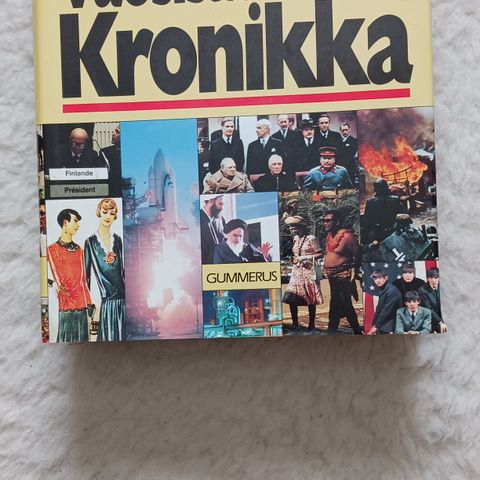 Kronikka
Finlande
Président
GUMMERUS